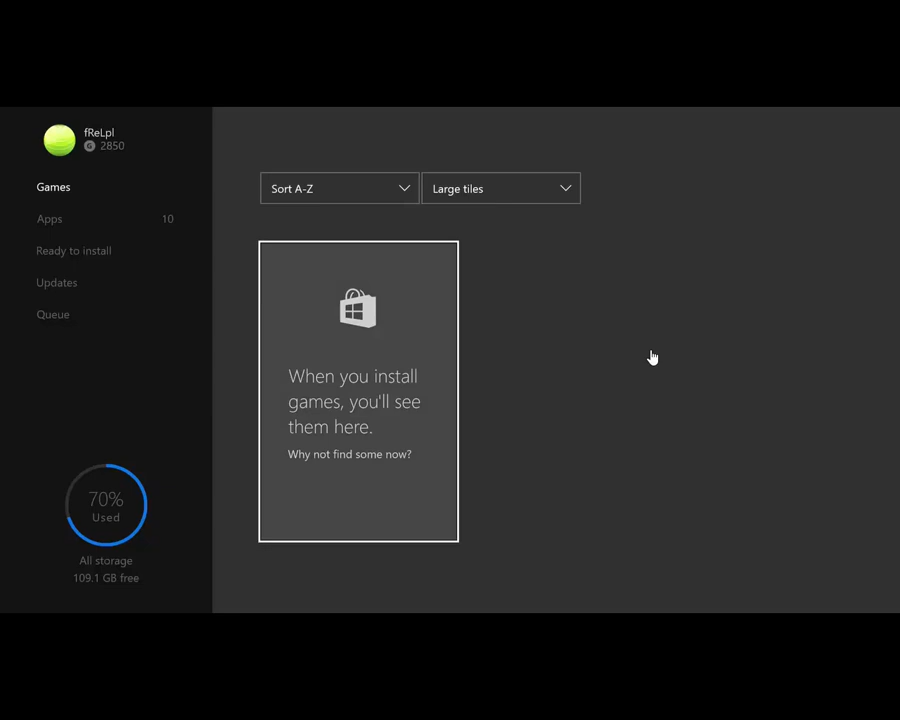 fReLpl
G 2850
Games
Apps 10
Ready to install
Updates
Queue
70%
Used
All storage
109.1 GB free
Sort A-Z
Large tiles
When you install
games, you'll see
them here.
Why not find some now?